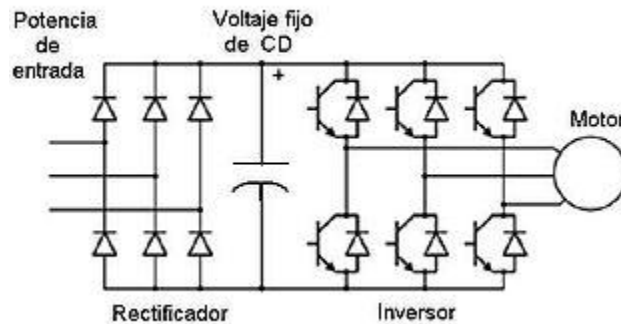 Potencia
de
entrada
Voltaje fijo
de CD
+
Motor
Rectificador
Inversor